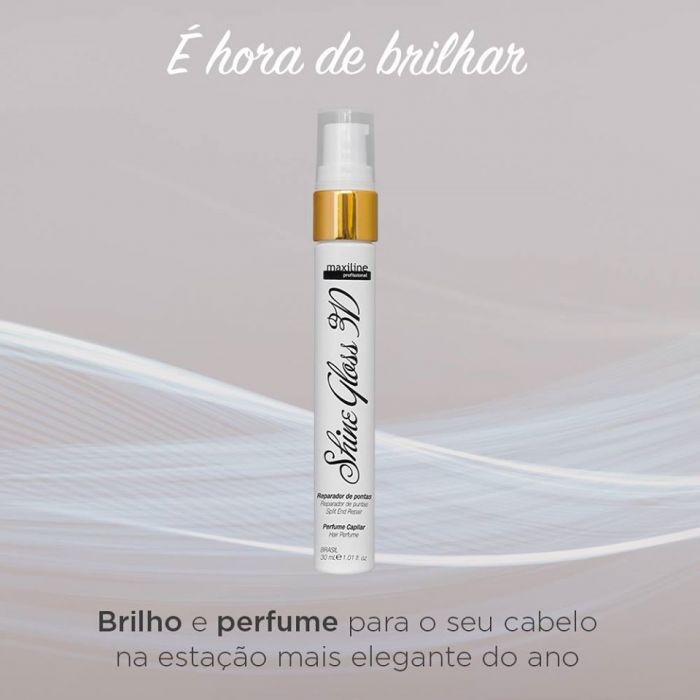 É hora de brilhar
maxiline
profissional
Shine Gloss 3D
Reparador de pontas
Reparador de puntas
Split End Repair
Perfume Capilar
Hair Perfume
BRASIL
30 ml e 1.01 fl. oz
Brilho e perfume para o seu cabelo
na estação mais elegante do ano